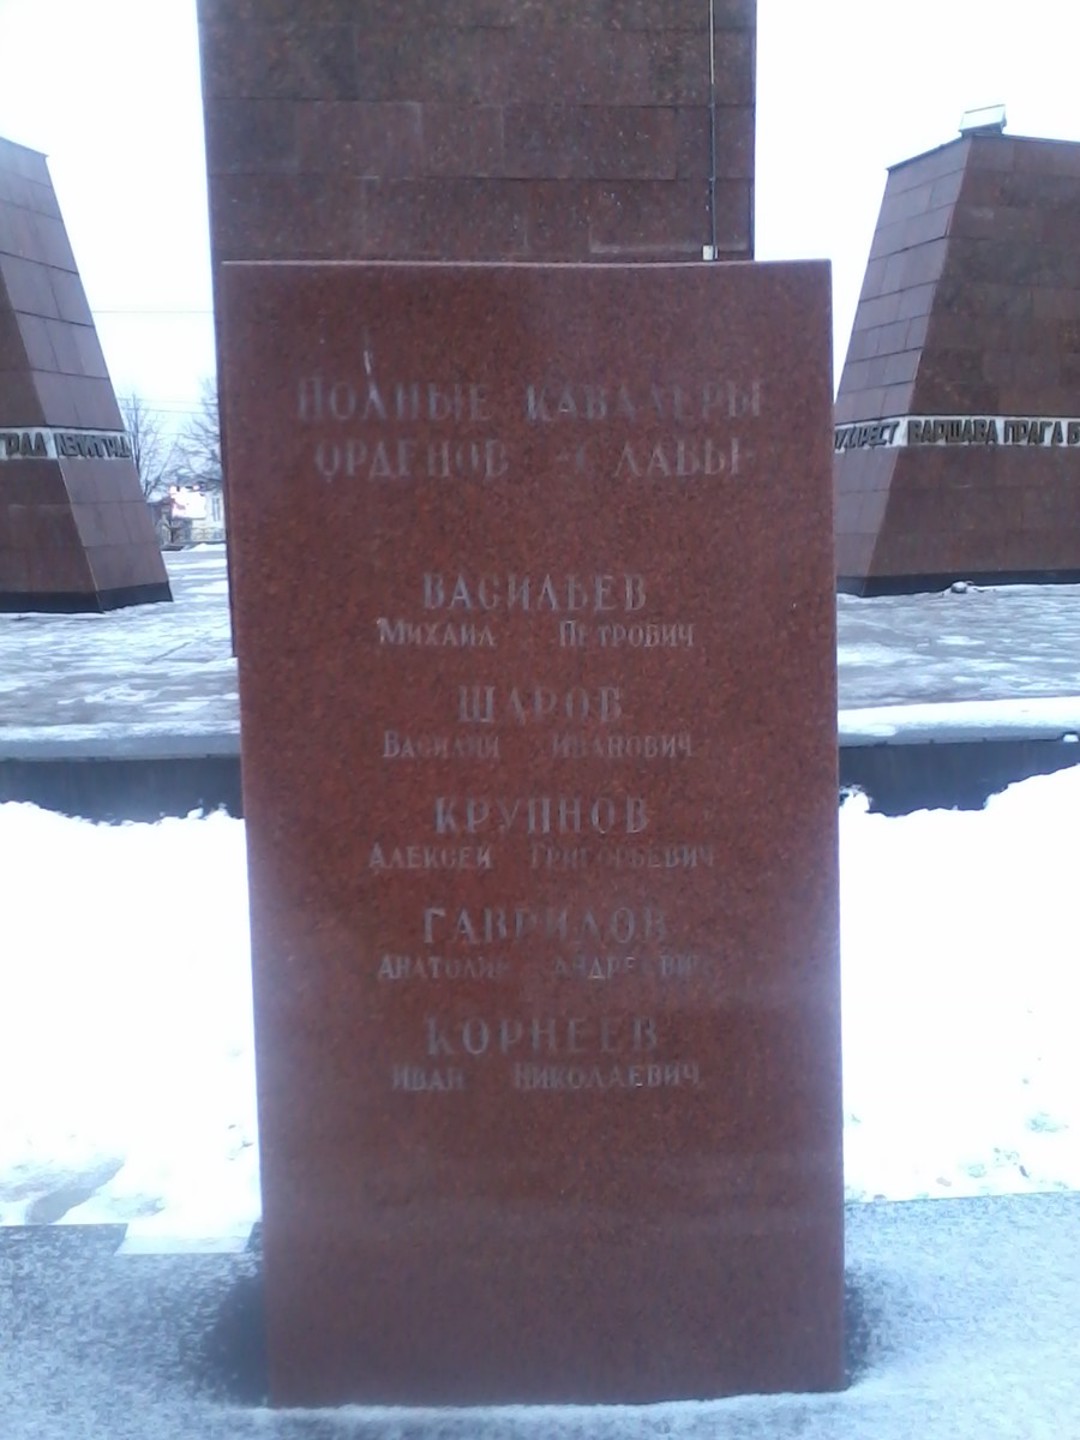 ПОЛНЫЕ КАВАЛЕРЫ
ОРДЕНОВ СЛАВЫ
ВАСИЛЬЕВ
МИХАИЛ ПЕТРОВИЧ
ШАРОВ
ВАСИЛИЙ ИВАНОВИЧ
КРУПНОВ
АЛЕКСЕЙ ГРИГОРЬЕВИЧ
ГАВРИЛОВ
АНАТОЛИЙ АНДРЕЕВИЧ
КОРНЕЕВ
ИВАН НИКОЛАЕВИЧ
ВАРШАВА ПРАГА